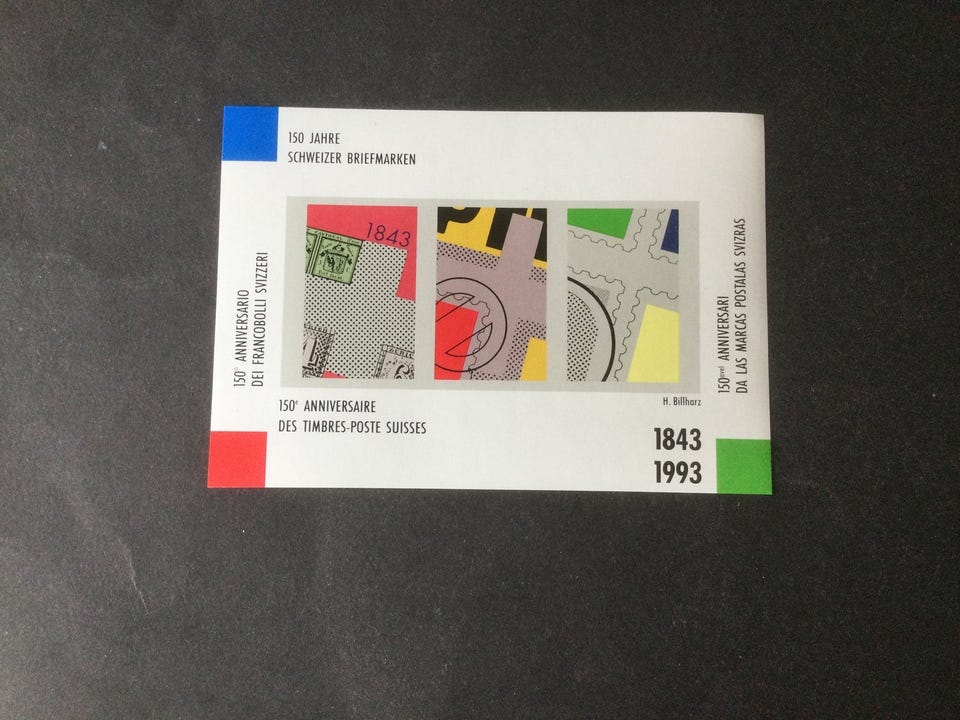 150 JAHRE
SCHWEIZER BRIEFMARKEN
150° ANNIVERSARIO
DEI FRANCOBOLLI SVIZZERI
1843
150avel ANNIVERSARI
DA LAS MARCAS POSTALAS SVIZRAS
150e ANNIVERSAIRE
DES TIMBRES-POSTE SUISSES
H. Billharz
1843
1993